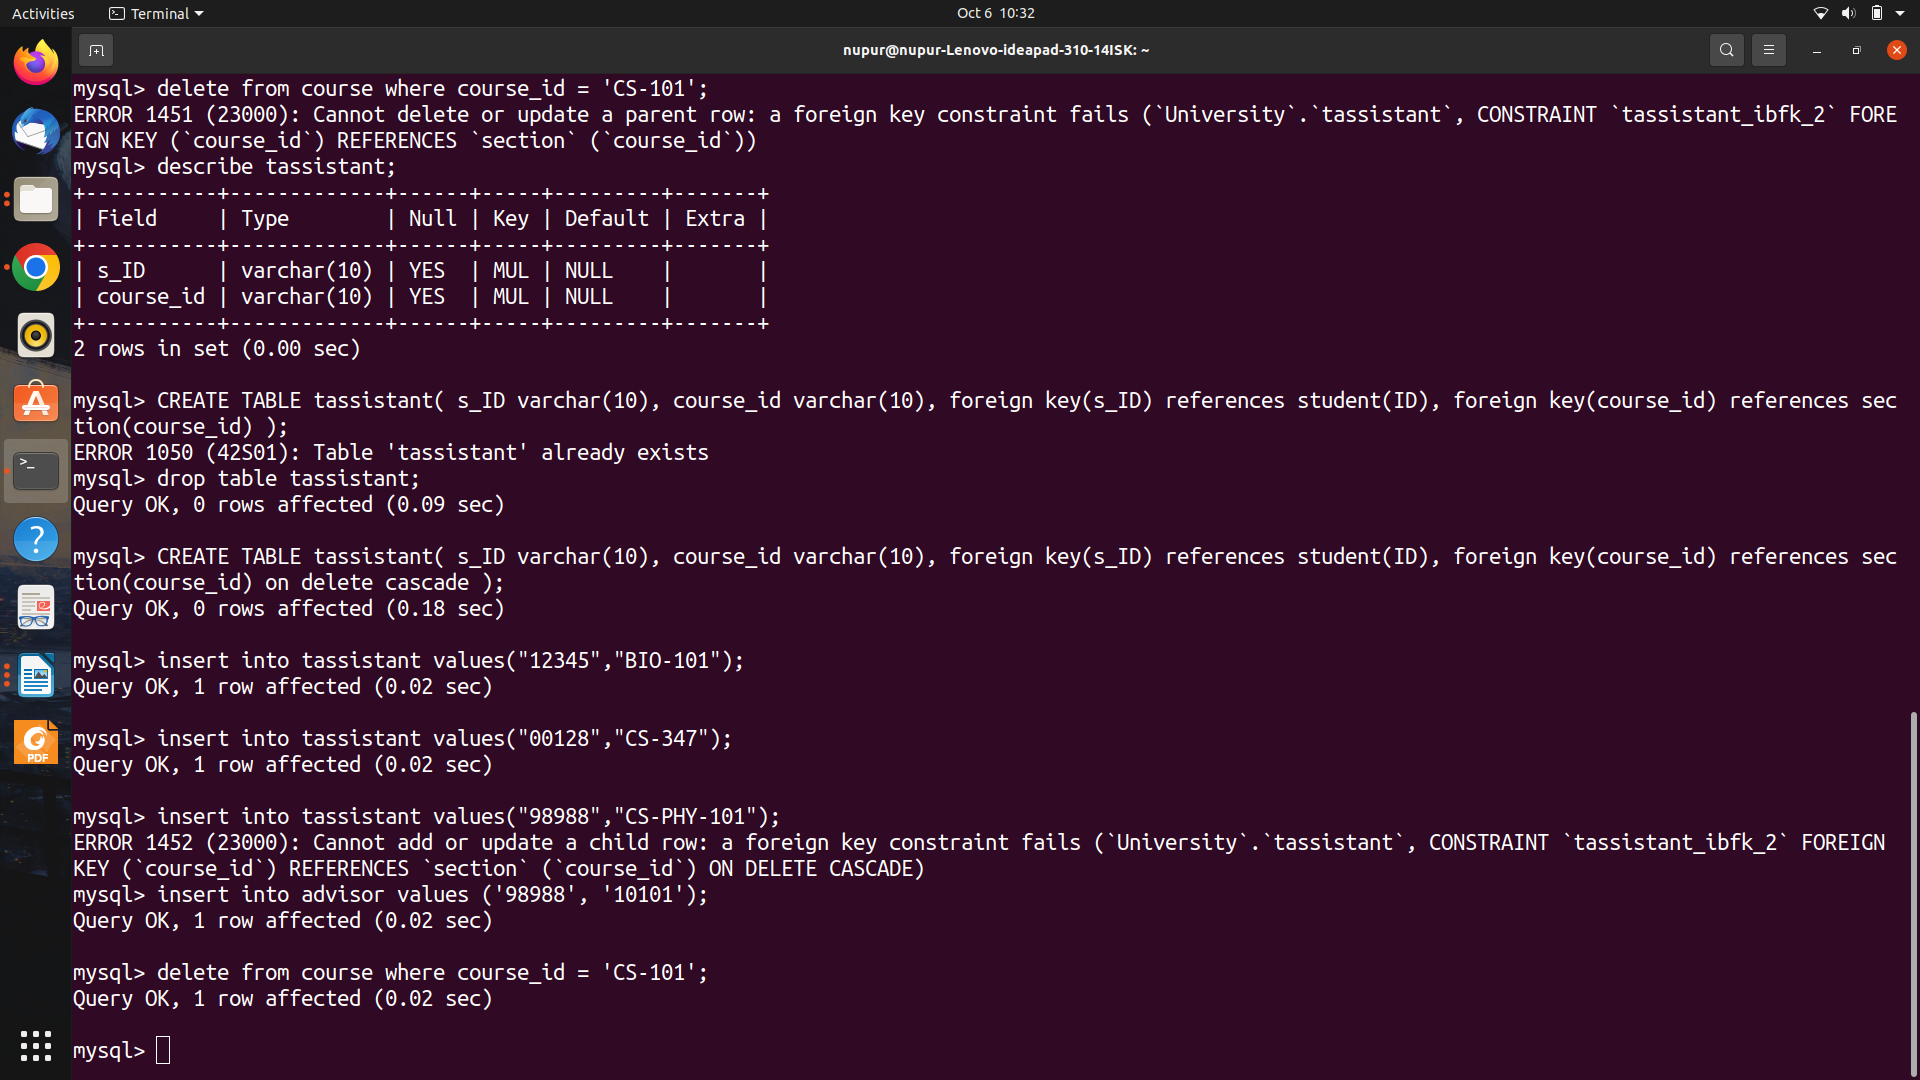 Activities
Terminal
Oct 6 10:32
nupur@nupur-Lenovo-ideapad-310-14ISK: ~
mysql> delete from course where course_id = 'CS-101';
ERROR 1451 (23000): Cannot delete or update a parent row: a foreign key constraint fails (`University`.`tassistant`, CONSTRAINT `tassistant_ibfk_2` FORE
IGN KEY (`course_id`) REFERENCES `section` (`course_id`))
mysql> describe tassistant;
+-----------+-------------+------+-----+---------+-------+
| Field     | Type        | Null | Key | Default | Extra |
+-----------+-------------+------+-----+---------+-------+
| s_ID      | varchar(10) | YES  | MUL | NULL    |       |
| course_id | varchar(10) | YES  | MUL | NULL    |       |
+-----------+-------------+------+-----+---------+-------+
2 rows in set (0.00 sec)
mysql> CREATE TABLE tassistant( s_ID varchar(10), course_id varchar(10), foreign key(s_ID) references student(ID), foreign key(course_id) references sec
tion(course_id) );
ERROR 1050 (42S01): Table 'tassistant' already exists
mysql> drop table tassistant;
Query OK, 0 rows affected (0.09 sec)
mysql> CREATE TABLE tassistant( s_ID varchar(10), course_id varchar(10), foreign key(s_ID) references student(ID), foreign key(course_id) references sec
tion(course_id) on delete cascade );
Query OK, 0 rows affected (0.18 sec)
mysql> insert into tassistant values("12345","BIO-101");
Query OK, 1 row affected (0.02 sec)
mysql> insert into tassistant values("00128","CS-347");
Query OK, 1 row affected (0.02 sec)
mysql> insert into tassistant values("98988","CS-PHY-101");
ERROR 1452 (23000): Cannot add or update a child row: a foreign key constraint fails (`University`.`tassistant`, CONSTRAINT `tassistant_ibfk_2` FOREIGN
KEY (`course_id`) REFERENCES `section` (`course_id`) ON DELETE CASCADE)
mysql> insert into advisor values ('98988', '10101');
Query OK, 1 row affected (0.02 sec)
mysql> delete from course where course_id = 'CS-101';
Query OK, 1 row affected (0.02 sec)
mysql>
PDF